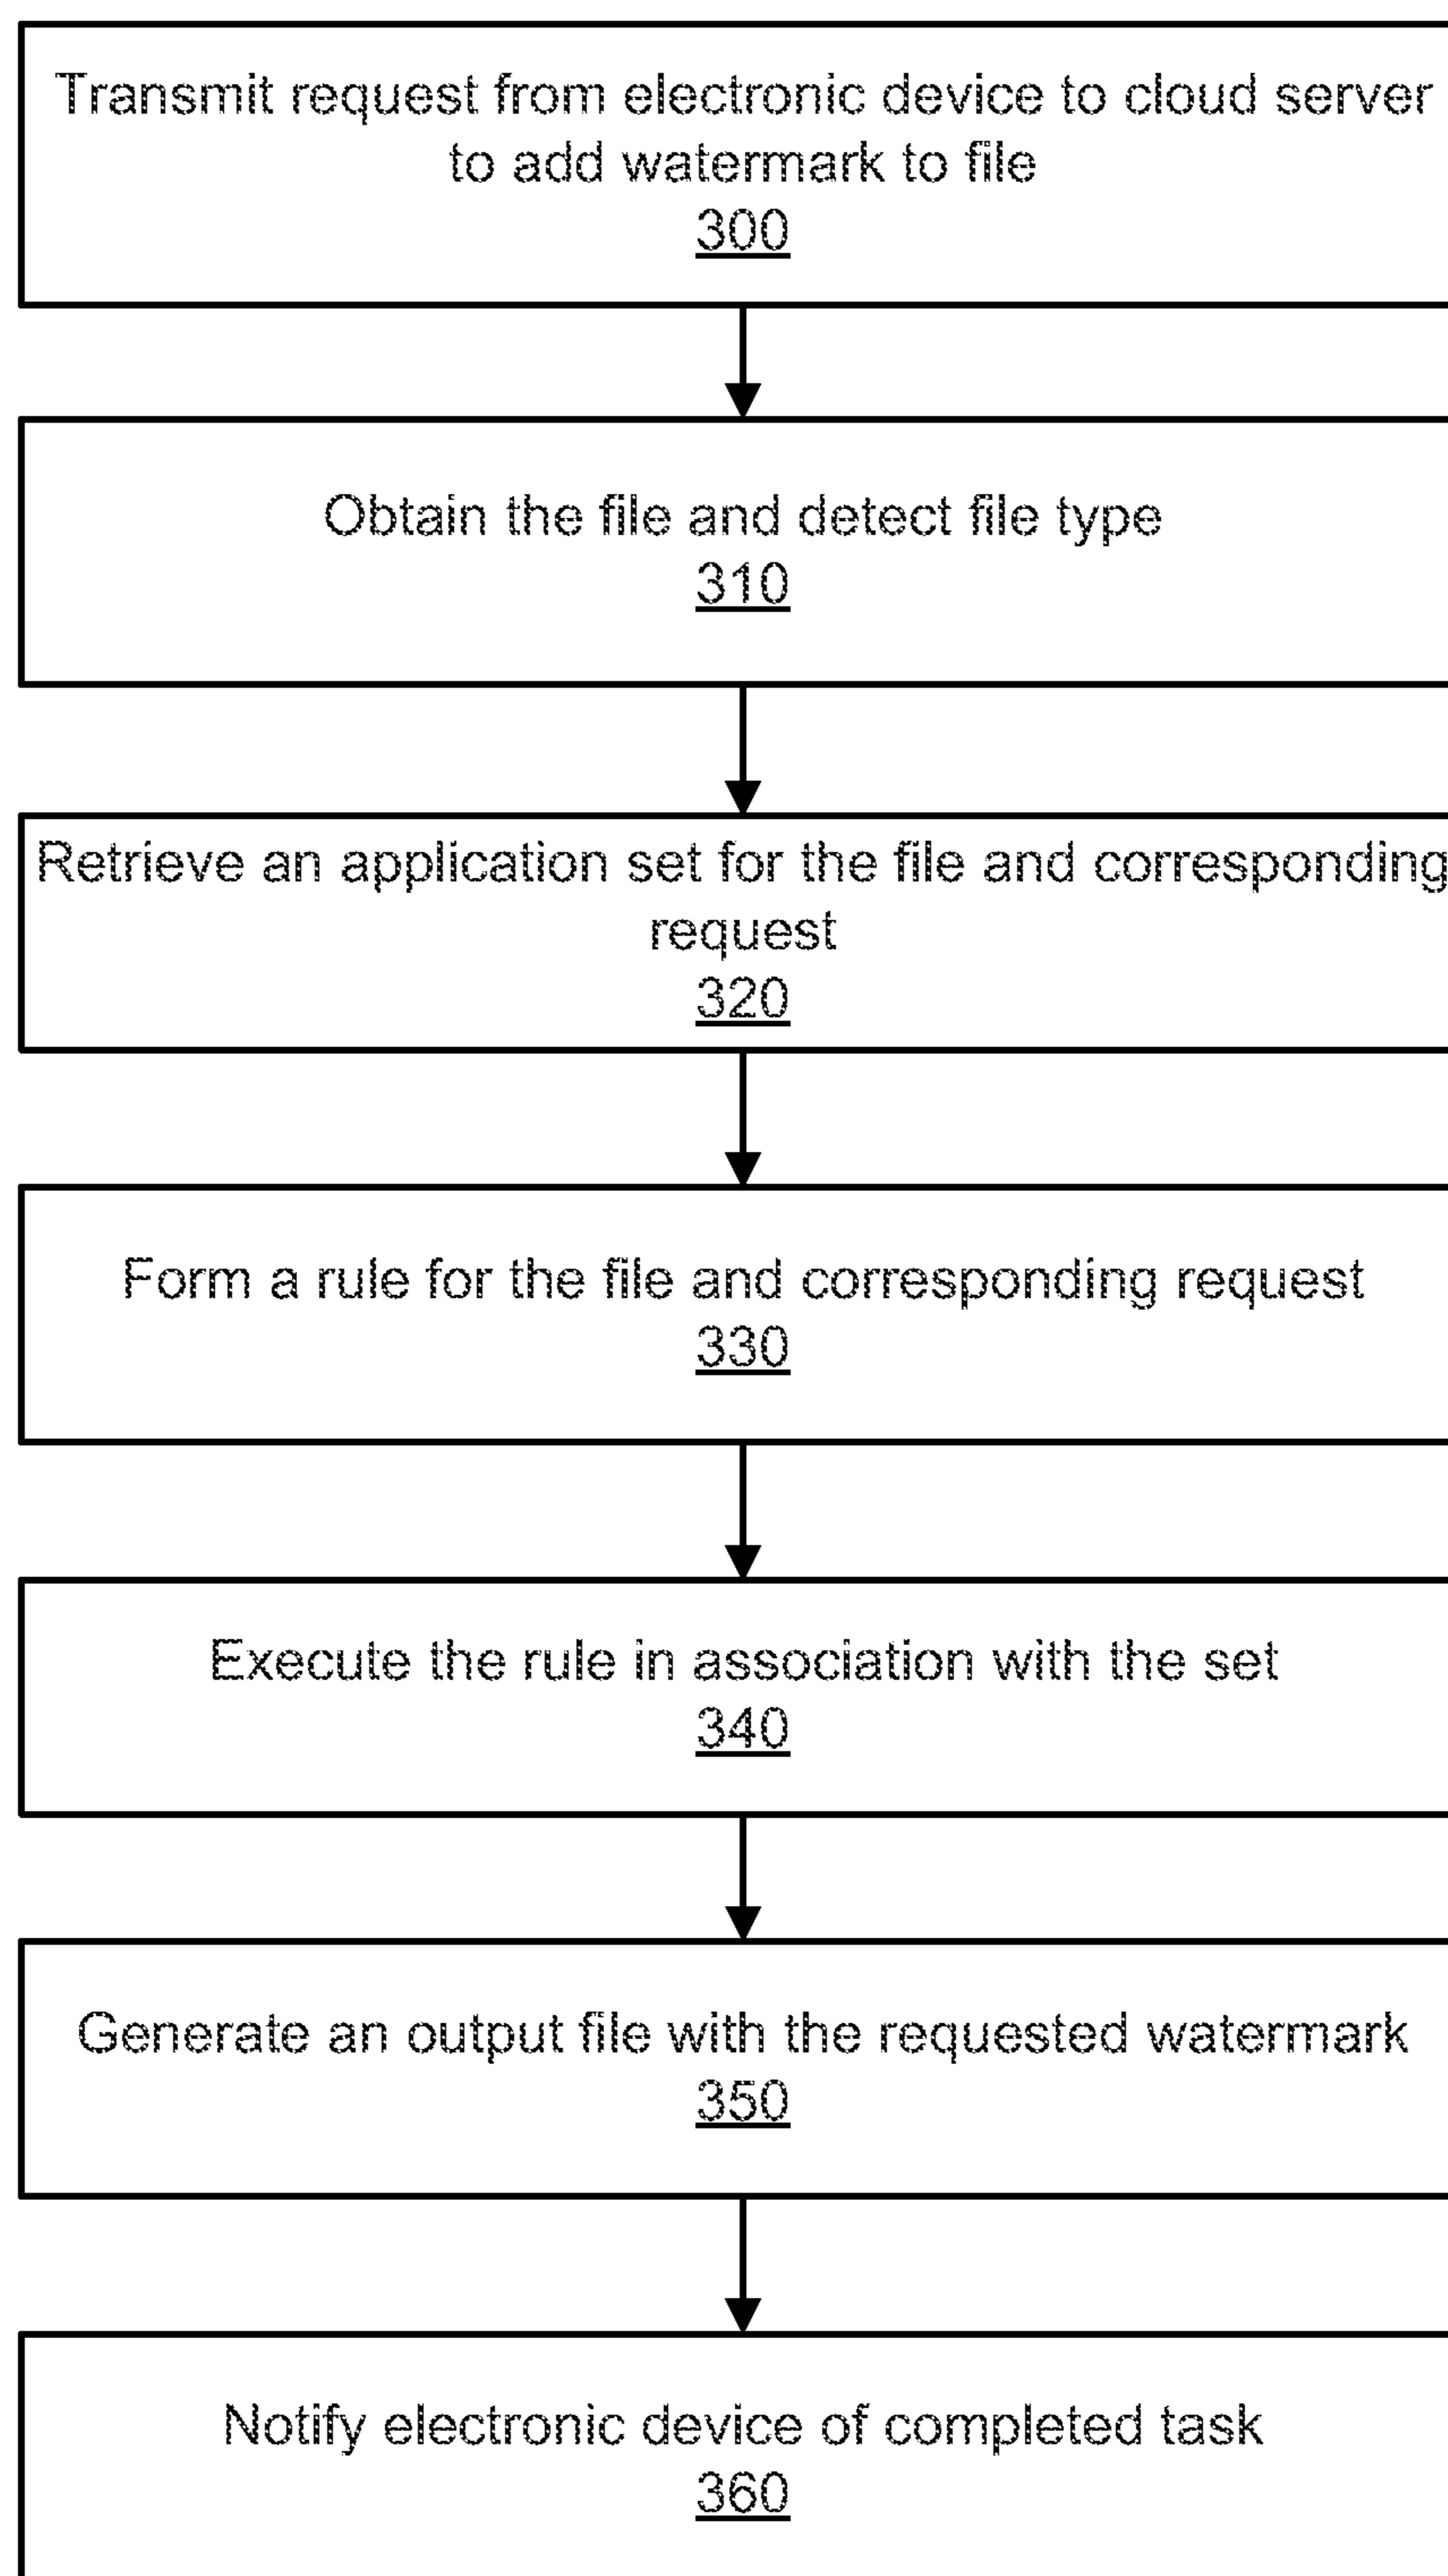 Transmit request from electronic device to cloud server
to add watermark to file
300
Obtain the file and detect file type
310
Retrieve an application set for the file and corresponding
request
320
Form a rule for the file and corresponding request
330
Execute the rule in association with the set
340
Generate an output file with the requested watermark
350
Notify electronic device of completed task
360